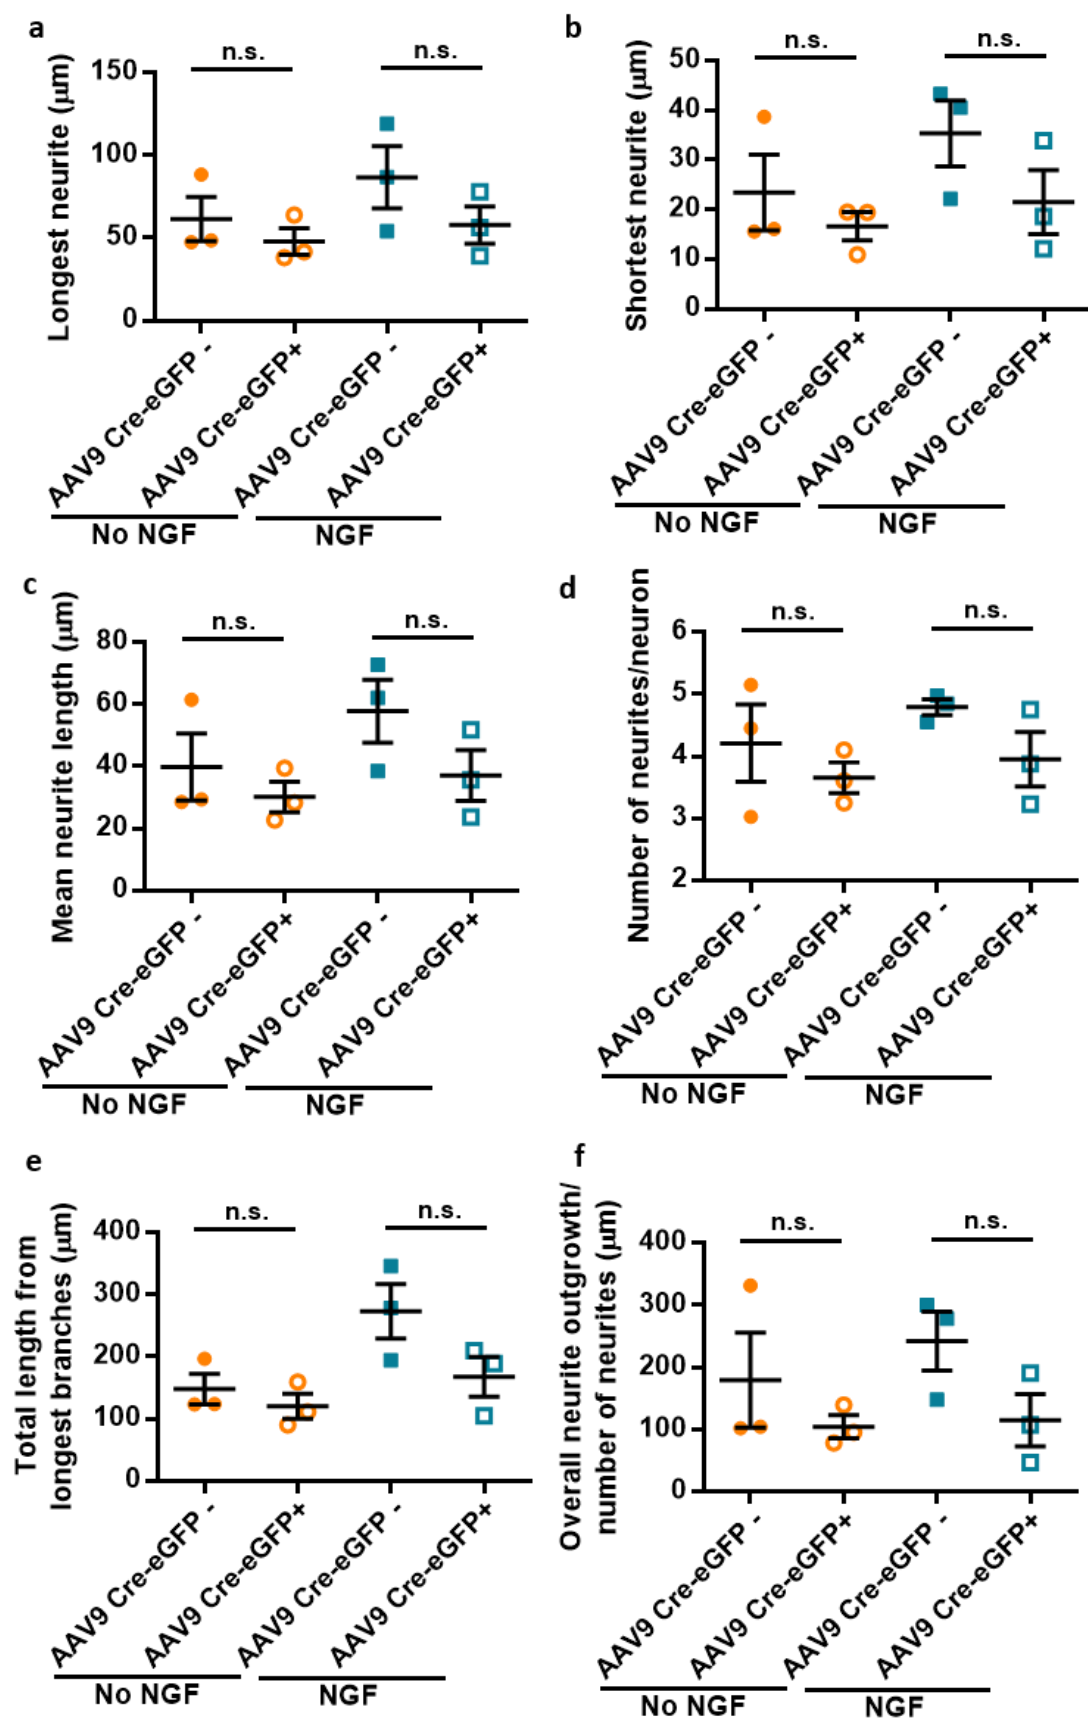 a
n.s.
n.s.
Longest neurite (μm)
150
100
50
0
AAV9 Cre-eGFP -
AAV9 Cre-eGFP+
AAV9 Cre-eGFP -
AAV9 Cre-eGFP+
No NGF
NGF
b
n.s.
n.s.
Shortest neurite (μm)
50
40
30
20
10
0
AAV9 Cre-eGFP -
AAV9 Cre-eGFP+
AAV9 Cre-eGFP -
AAV9 Cre-eGFP+
No NGF
NGF
c
n.s.
n.s.
Mean neurite length (μm)
80
60
40
20
0
AAV9 Cre-eGFP -
AAV9 Cre-eGFP+
AAV9 Cre-eGFP -
AAV9 Cre-eGFP+
No NGF
NGF
d
n.s.
n.s.
Number of neurites/neuron
6
5
4
3
2
AAV9 Cre-eGFP -
AAV9 Cre-eGFP+
AAV9 Cre-eGFP -
AAV9 Cre-eGFP+
No NGF
NGF
e
n.s.
n.s.
Total length from
longest branches (μm)
400
300
200
100
0
AAV9 Cre-eGFP -
AAV9 Cre-eGFP+
AAV9 Cre-eGFP -
AAV9 Cre-eGFP+
No NGF
NGF
f
n.s.
n.s.
Overall neurite outgrowth/
number of neurites (μm)
400
300
200
100
0
AAV9 Cre-eGFP -
AAV9 Cre-eGFP+
AAV9 Cre-eGFP -
AAV9 Cre-eGFP+
No NGF
NGF